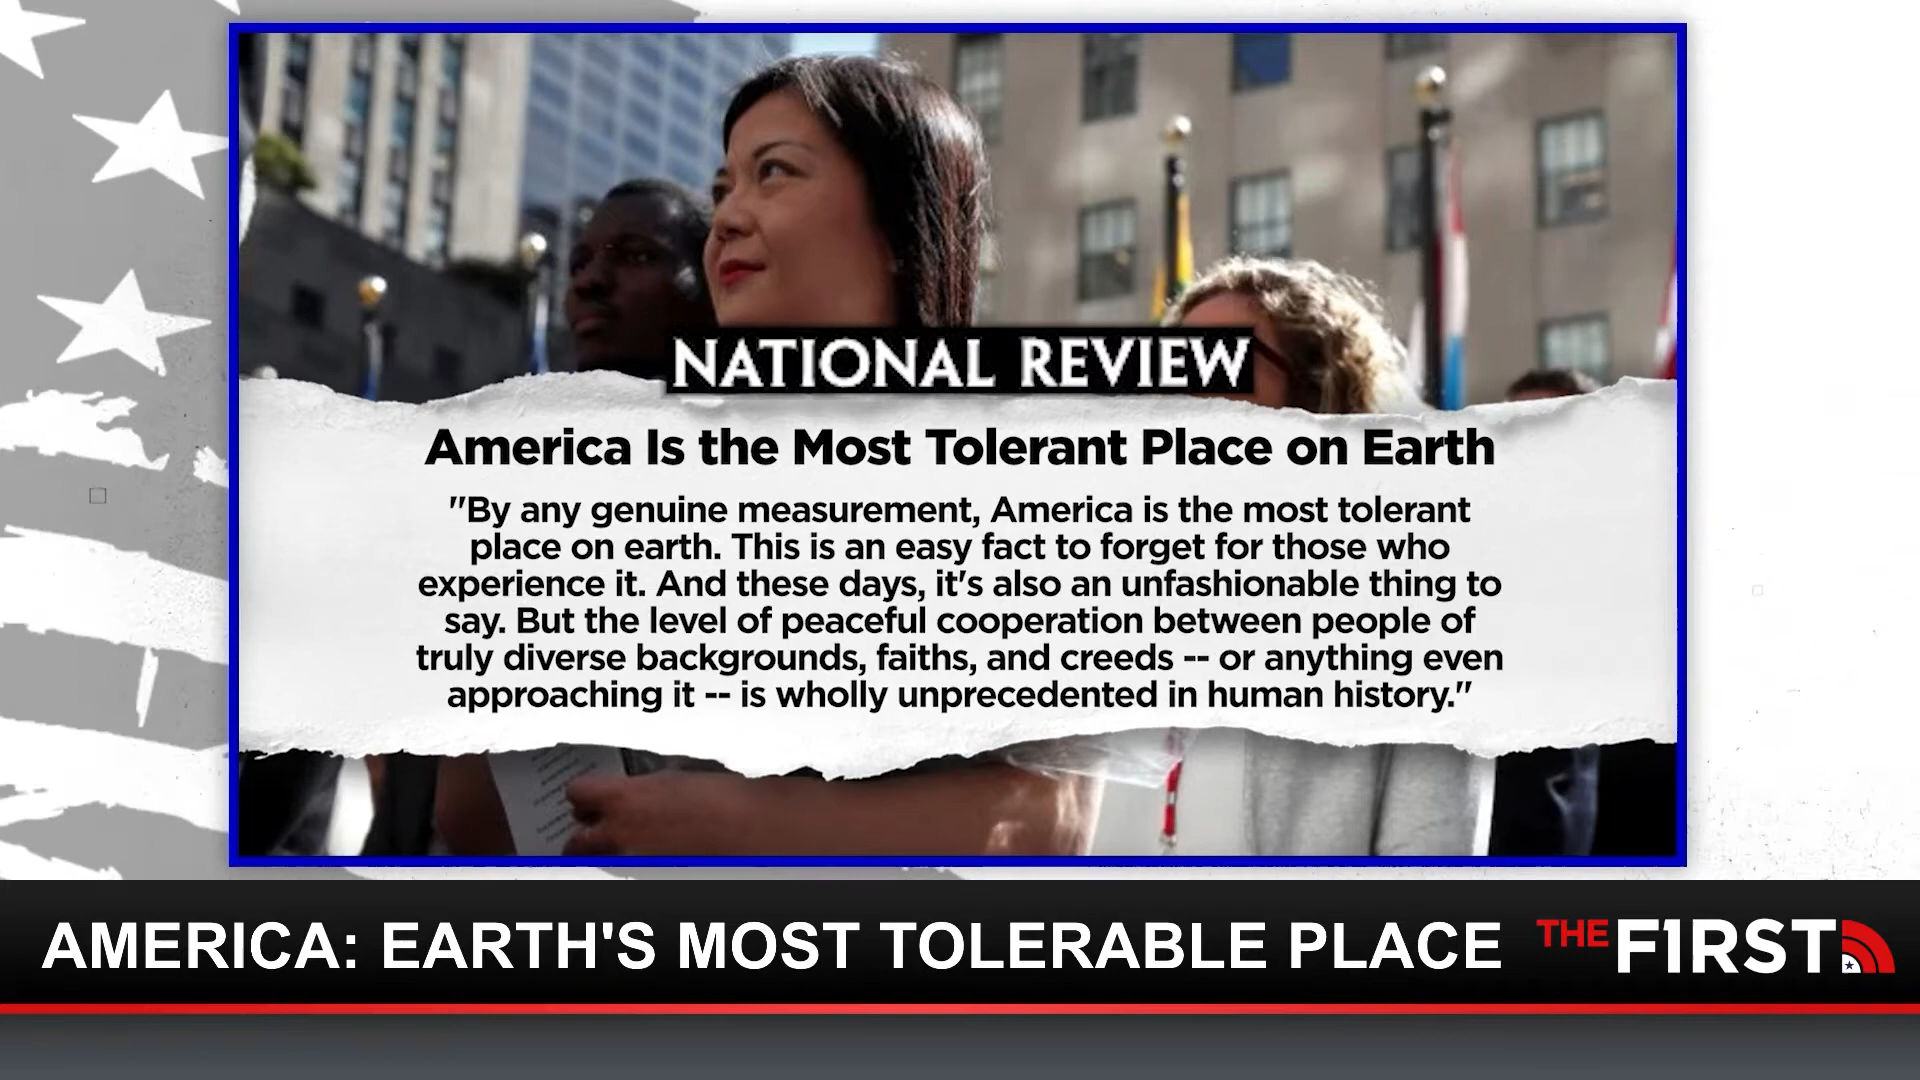 NATIONAL REVIEW
America Is the Most Tolerant Place on Earth
"By any genuine measurement, America is the most tolerant
place on earth. This is an easy fact to forget for those who
experience it. And these days, it's also an unfashionable thing to
say. But the level of peaceful cooperation between people of
truly diverse backgrounds, faiths, and creeds -- or anything even
approaching it -- is wholly unprecedented in human history."
AMERICA: EARTH'S MOST TOLERABLE PLACE
THE F1RST